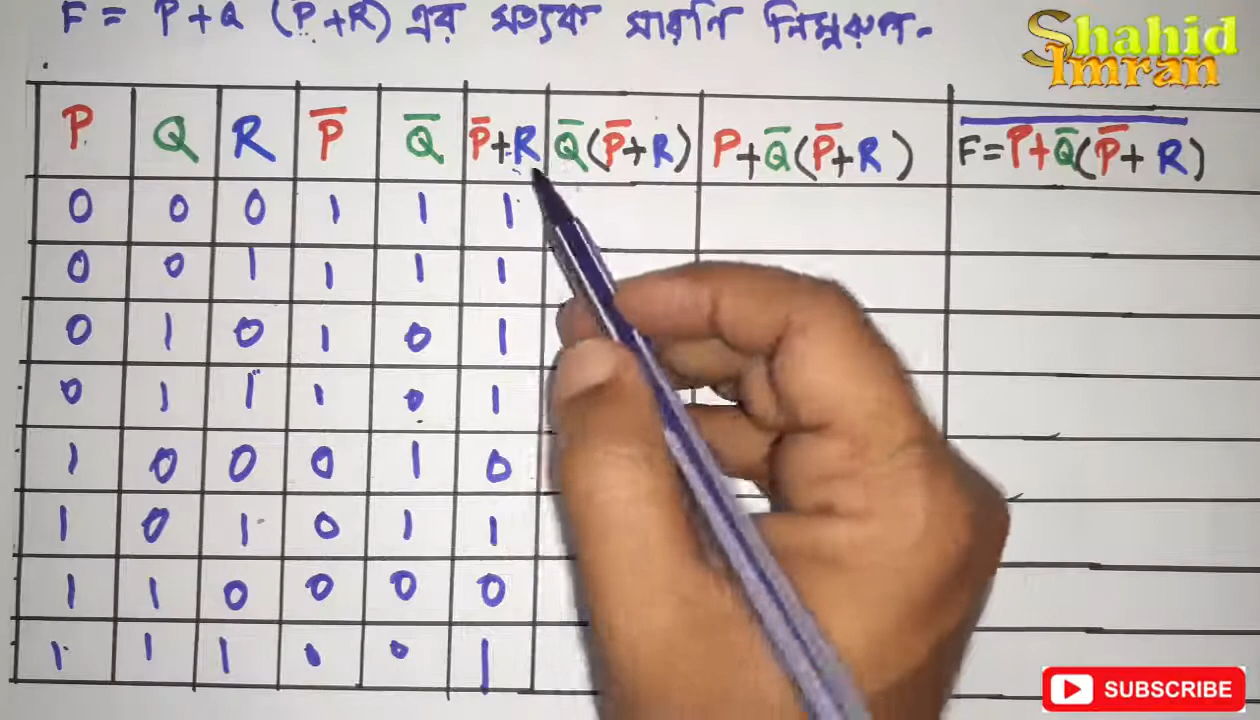 F = P + Q (P+R) এর সত্যক সারণি নিম্নরূপ-
Shahid
Imran
P Q R P̅ Q̅ P̅+R Q̅(P̅+R) P+Q̅(P̅+R) F=P+Q̅(P̅+R)
0 0 0 1 1 1
0 0 1 1 1 1
0 1 0 1 0 1
0 1 1 1 0 1
1 0 0 0 1 0
1 0 1 0 1 1
1 1 0 0 0 0
1 1 1 0 0 1
SUBSCRIBE